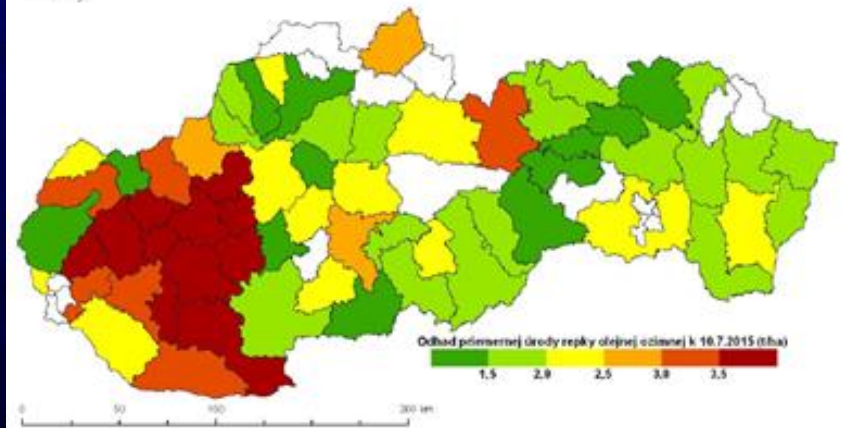 Odhad priemernej úrody repky olejnej ozimnej k 10.7.2015 (t/ha)
1,5 2,0 2,5 3,0 3,5
0 50 100 200 km